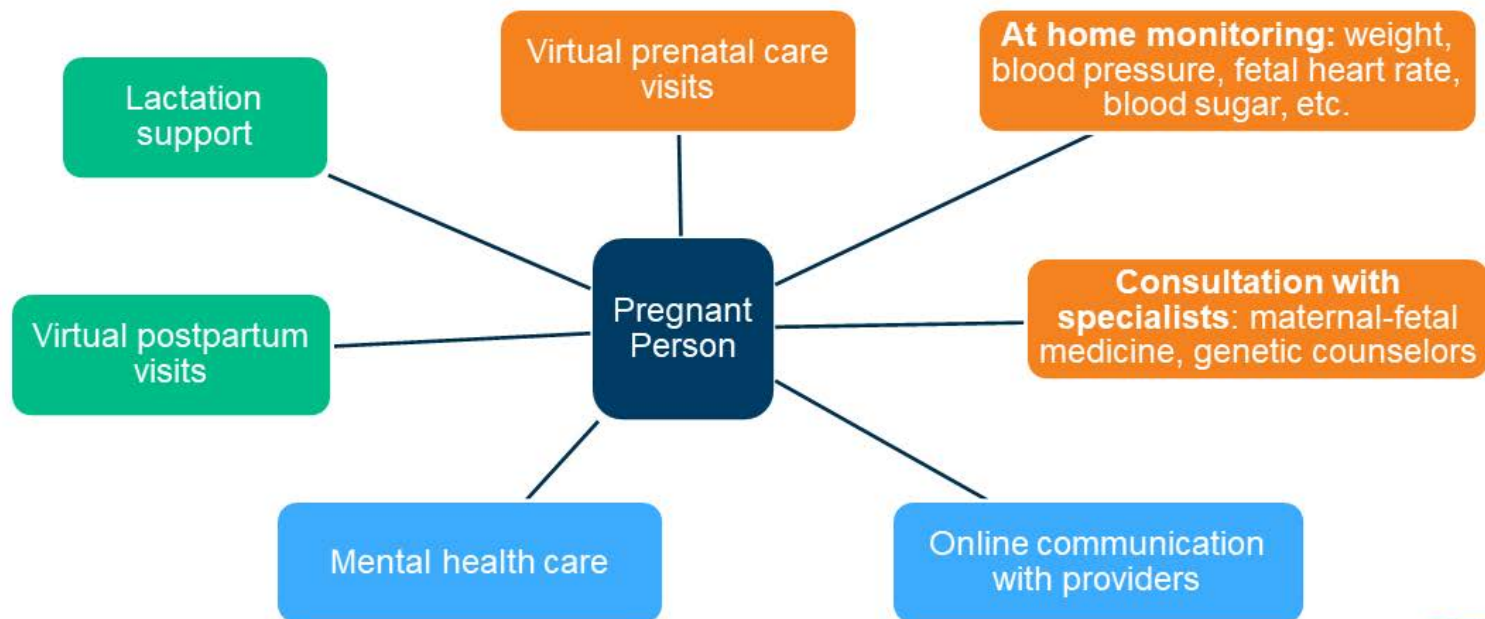 Virtual prenatal care
visits
At home monitoring: weight,
blood pressure, fetal heart rate,
blood sugar, etc.
Lactation
support
Pregnant
Person
Consultation with
specialists: maternal-fetal
medicine, genetic counselors
Virtual postpartum
visits
Mental health care
Online communication
with providers